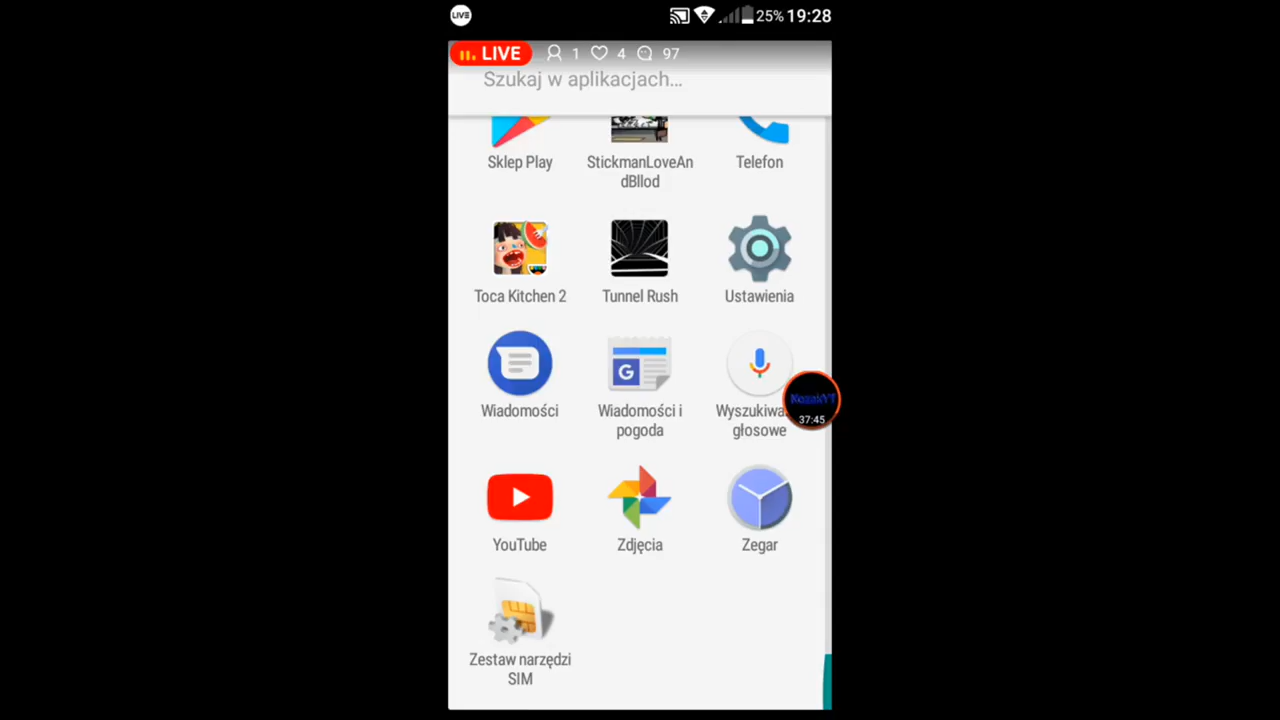 LIVE
25% 19:28
LIVE 1 4 97
Szukaj w aplikacjach...
Sklep Play
StickmanLoveAn
dBllod
Telefon
Toca Kitchen 2
Tunnel Rush
Ustawienia
Wiadomości
Wiadomości i
pogoda
Wyszukiwa
głosowe
37:45
YouTube
Zdjęcia
Zegar
Zestaw narzędzi
SIM